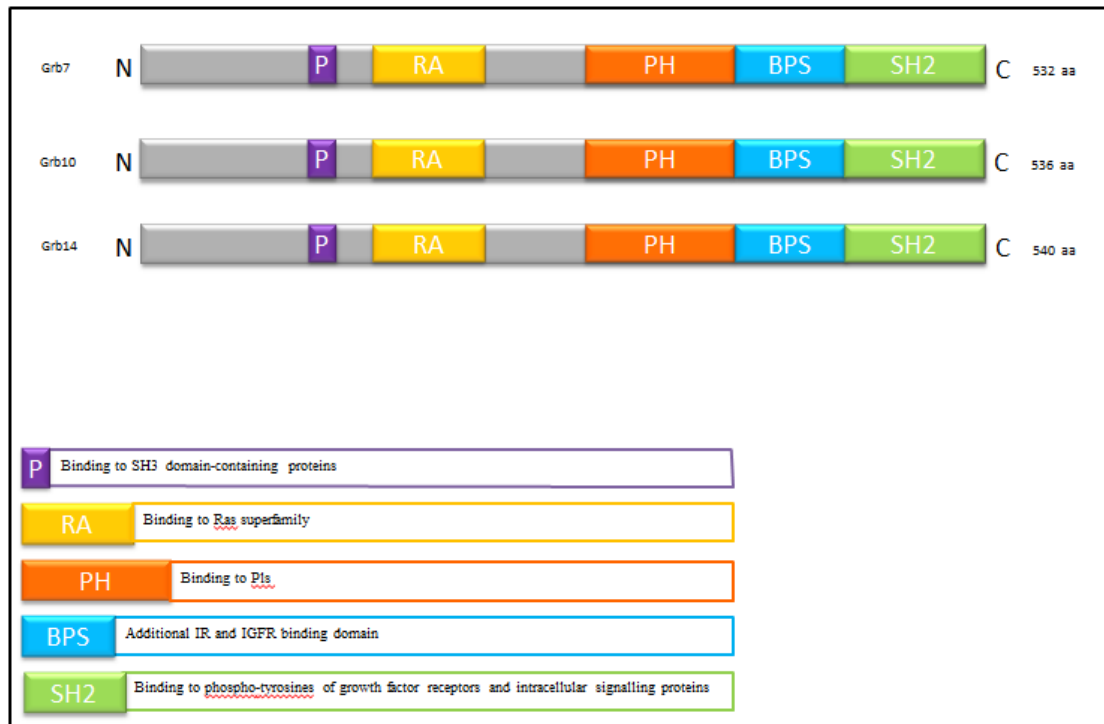 Grb7 N P RA PH BPS SH2 C 532 aa
Grb10 N P RA PH BPS SH2 C 536 aa
Grb14 N P RA PH BPS SH2 C 540 aa
P Binding to SH3 domain-containing proteins
RA Binding to Ras superfamily
PH Binding to PIs
BPS Additional IR and IGFR binding domain
SH2 Binding to phospho-tyrosines of growth factor receptors and intracellular signalling proteins